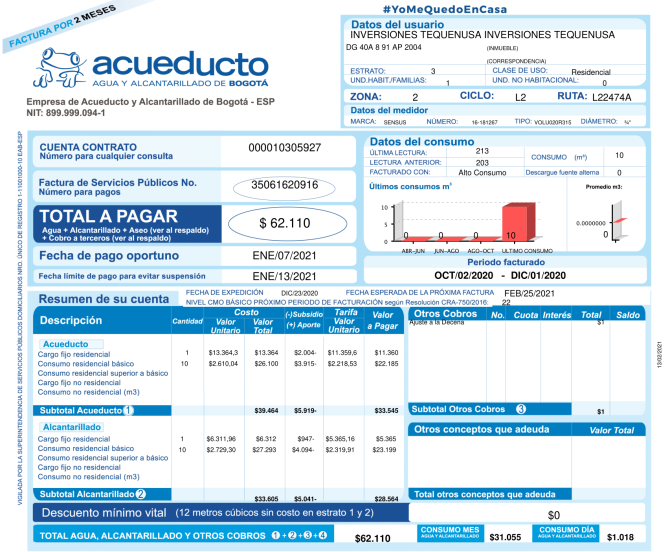 #YoMeQuedoEnCasa
FACTURA POR 2 MESES
acueducto
AGUA Y ALCANTARILLADO DE BOGOTÁ
Empresa de Acueducto y Alcantarillado de Bogotá - ESP
NIT: 899.999.094-1
Datos del usuario
INVERSIONES TEQUENUSA INVERSIONES TEQUENUSA
DG 40A 8 91 AP 2004 (INMUEBLE)
(CORRESPONDENCIA)
ESTRATO: 3 CLASE DE USO: Residencial
UND.HABIT./FAMILIAS: 1 UND. NO HABITACIONAL: 0
ZONA: 2 CICLO: L2 RUTA: L22474A
Datos del medidor
MARCA: SENSUS NÚMERO: 16-181267 TIPO: VOLLU020R315 DIÁMETRO: ½"
CUENTA CONTRATO 000010305927
Número para cualquier consulta
Factura de Servicios Públicos No. 35061620916
Número para pagos
TOTAL A PAGAR $ 62.110
Agua + Alcantarillado + Aseo (ver al respaldo)
+ Cobro a terceros (ver al respaldo)
Fecha de pago oportuno ENE/07/2021
Fecha límite de pago para evitar suspensión ENE/13/2021
Datos del consumo
ÚLTIMA LECTURA: 213
LECTURA ANTERIOR: 203
CONSUMO (m³) 10
FACTURADO CON: Alto Consumo Descargue fuente alterna 0
Últimos consumos m³
Promedio m3:
10
5
0
0 0 0 10
ABR-JUN JUN-AGO AGO-OCT ULTIMO CONSUMO
0.0000000
0
Periodo facturado
OCT/02/2020 - DIC/01/2020
Resumen de su cuenta
FECHA DE EXPEDICIÓN DIC/23/2020 FECHA ESPERADA DE LA PRÓXIMA FACTURA FEB/25/2021
NIVEL CMO BÁSICO PRÓXIMO PERIODO DE FACTURACIÓN según Resolución CRA-750/2016: 22
Descripción Cantidad Costo Valor Unitario Valor Total (-)Subsidio (+) Aporte Tarifa Valor Unitario Valor a Pagar
Acueducto
Cargo fijo residencial 1 $13.364,3 $13.364 $2.004- $11.359,6 $11.360
Consumo residencial básico 10 $2.610,04 $26.100 $3.915- $2.218,53 $22.185
Consumo residencial superior a básico
Cargo fijo no residencial
Consumo no residencial (m3)
Subtotal Acueducto 1 $39.464 $5.919- $33.545
Alcantarillado
Cargo fijo residencial 1 $6.311,96 $6.312 $947- $5.365,16 $5.365
Consumo residencial básico 10 $2.729,30 $27.293 $4.094- $2.319,91 $23.199
Consumo residencial superior a básico
Cargo fijo no residencial
Consumo no residencial (m3)
Subtotal Alcantarillado 2 $33.605 $5.041- $28.564
Otros Cobros No. Cuota Interés Total Saldo
Ajuste a la Decena $1
Subtotal Otros Cobros 3 $1
Otros conceptos que adeuda Valor Total
Total otros conceptos que adeuda
Descuento mínimo vital (12 metros cúbicos sin costo en estrato 1 y 2) $0
TOTAL AGUA, ALCANTARILLADO Y OTROS COBROS 1+2+3+4 $62.110
CONSUMO MES $31.055 CONSUMO DÍA $1.018
AGUA Y ALCANTARILLADO AGUA Y ALCANTARILLADO
VIGILADA POR LA SUPERINTENDENCIA DE SERVICIOS PÚBLICOS DOMICILIARIOS NRO. ÚNICO DE REGISTRO 1-11001000-10 EAB-ESP
13/02/2021